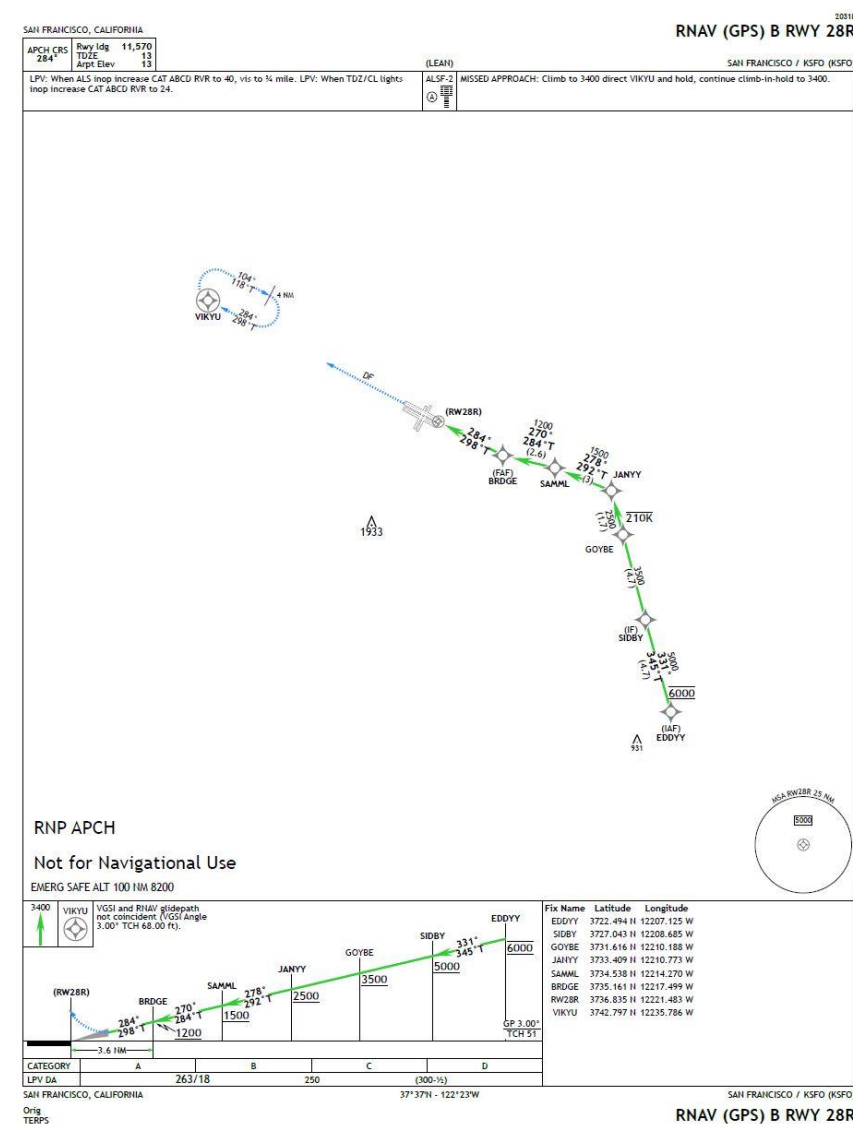 20318
SAN FRANCISCO, CALIFORNIA
RNAV (GPS) B RWY 28R
APCH CRS 284°
Rwy ldg 11,570
TDZE 13
Arpt Elev 13
(LEAN)
SAN FRANCISCO / KSFO (KSFO
LPV: When ALS inop increase CAT ABCD RVR to 40, vis to ¾ mile. LPV: When TDZ/CL lights
inop increase CAT ABCD RVR to 24.
ALSF-2
A
MISSED APPROACH: Climb to 3400 direct VIKYU and hold, continue climb-in-hold to 3400.
104°
118°T
4 NM
284°
298°T
VIKYU
DF
(RW28R)
284°
298°T
1200
270°
284°T
(2.6)
(FAF)
BRDGE
1500
278°
292°T
(3)
SAMML
JANYY
2500
(1.7)
210K
GOYBE
1933
3500
(4.7)
(IF)
SIDBY
5000
331°
345°T
(4.7)
6000
(IAF)
EDDYY
931
MSA RW28R 25 NM
5000
RNP APCH
Not for Navigational Use
EMERG SAFE ALT 100 NM 8200
3400
VIKYU
VGSI and RNAV glidepath
not coincident (VGSI Angle
3.00° TCH 68.00 ft).
(RW28R)
BRDGE
SAMML
JANYY
GOYBE
SIDBY
EDDYY
284°
298°T
270°
284°T
1200
278°
292°T
1500
2500
3500
331°
345°T
5000
6000
GP 3.00°
TCH 51
3.6 NM
Fix Name Latitude Longitude
EDDYY 3722.494 N 12207.125 W
SIDBY 3727.043 N 12208.685 W
GOYBE 3731.616 N 12210.188 W
JANYY 3733.409 N 12210.773 W
SAMML 3734.538 N 12214.270 W
BRDGE 3735.161 N 12217.499 W
RW28R 3736.835 N 12221.483 W
VIKYU 3742.797 N 12235.786 W
CATEGORY A B C D
LPV DA 263/18 250 (300-½)
SAN FRANCISCO, CALIFORNIA
37°37'N - 122°23'W
SAN FRANCISCO / KSFO (KSFO
Orig
TERPS
RNAV (GPS) B RWY 28R